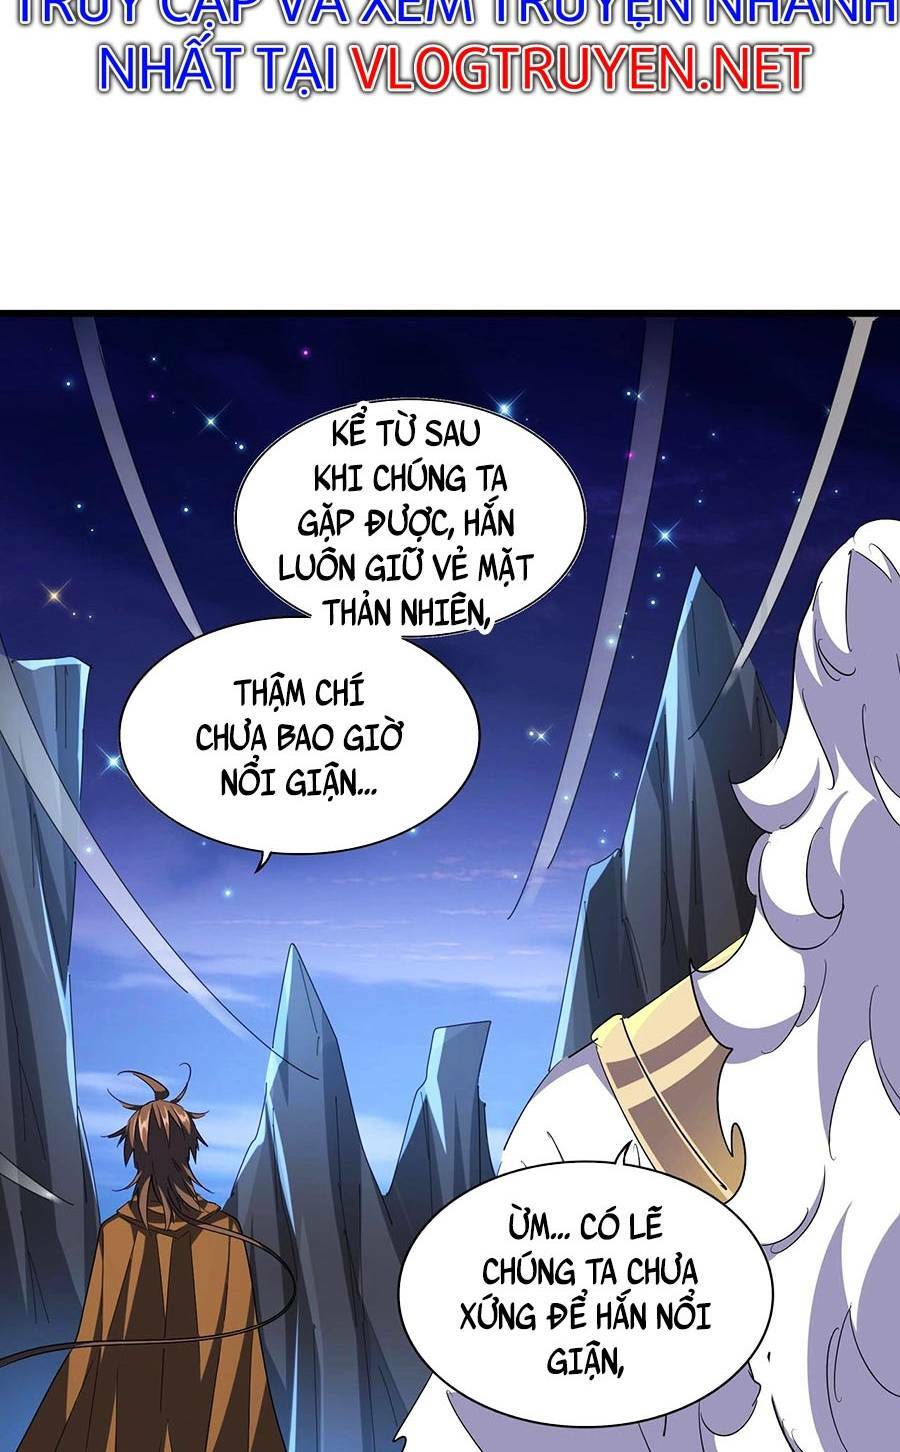 TRUY CẬP VÀ XEM TRUYỆN NHANH
NHẤT TẠI VLOGTRUYEN.NET
KỂ TỪ SAU
KHI CHÚNG TA
GẶP ĐƯỢC, HẮN
LUÔN GIỮ VẺ MẶT
THẢN NHIÊN,
THẬM CHÍ
CHƯA BAO GIỜ
NỔI GIẬN...
ỪM... CÓ LẼ
CHÚNG TA CHƯA
XỨNG ĐỂ HẮN NỔI
GIẬN,